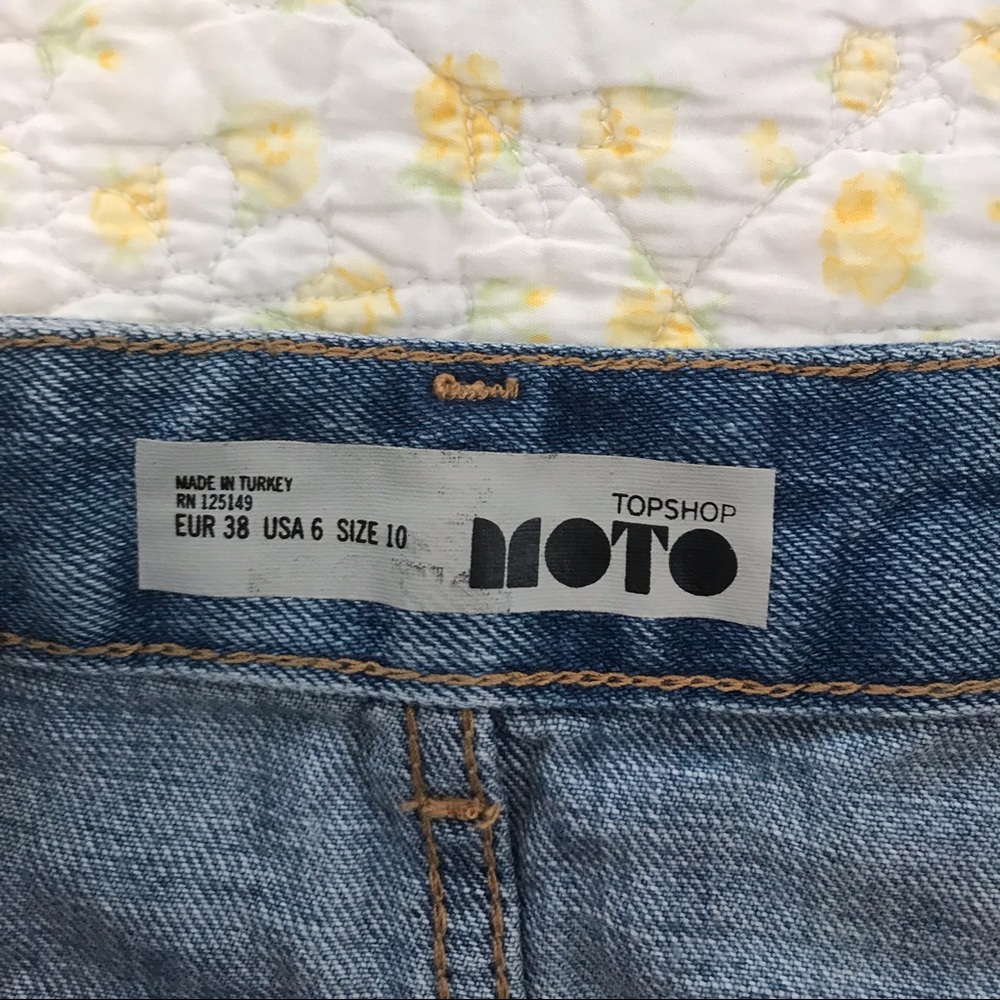 MADE IN TURKEY
RN 125149
EUR 38 USA 6 SIZE 10
TOPSHOP
MOTO